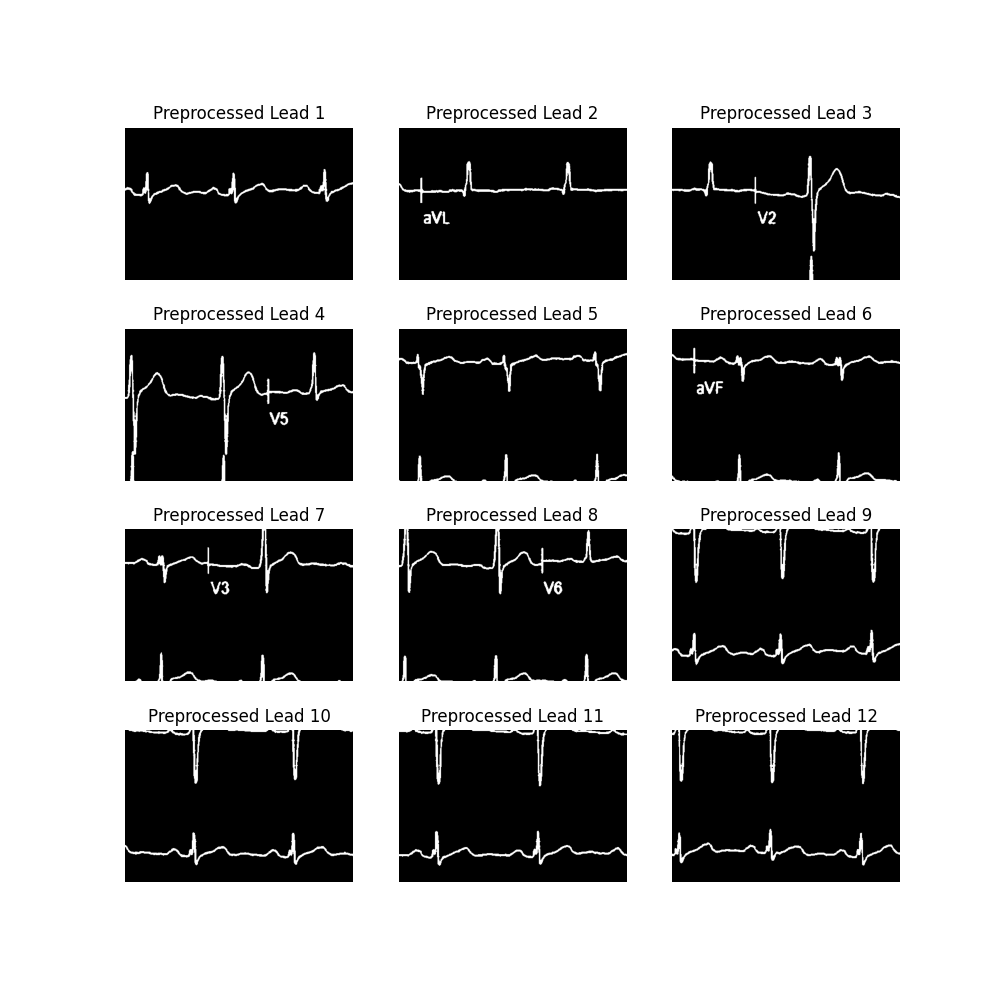 Preprocessed Lead 1
Preprocessed Lead 2
Preprocessed Lead 3
aVL
V2
Preprocessed Lead 4
Preprocessed Lead 5
Preprocessed Lead 6
V5
aVF
Preprocessed Lead 7
Preprocessed Lead 8
Preprocessed Lead 9
V3
V6
Preprocessed Lead 10
Preprocessed Lead 11
Preprocessed Lead 12